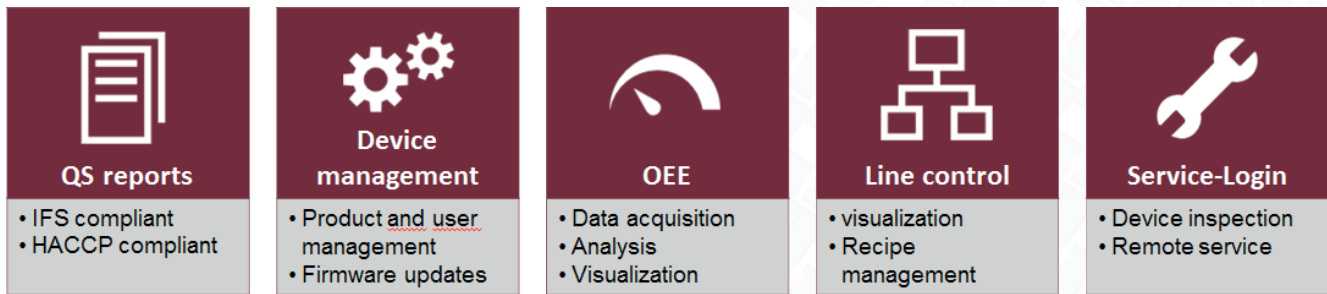 QS reports
• IFS compliant
• HACCP compliant
Device
management
• Product and user
management
• Firmware updates
OEE
• Data acquisition
• Analysis
• Visualization
Line control
• visualization
• Recipe
management
Service-Login
• Device inspection
• Remote service